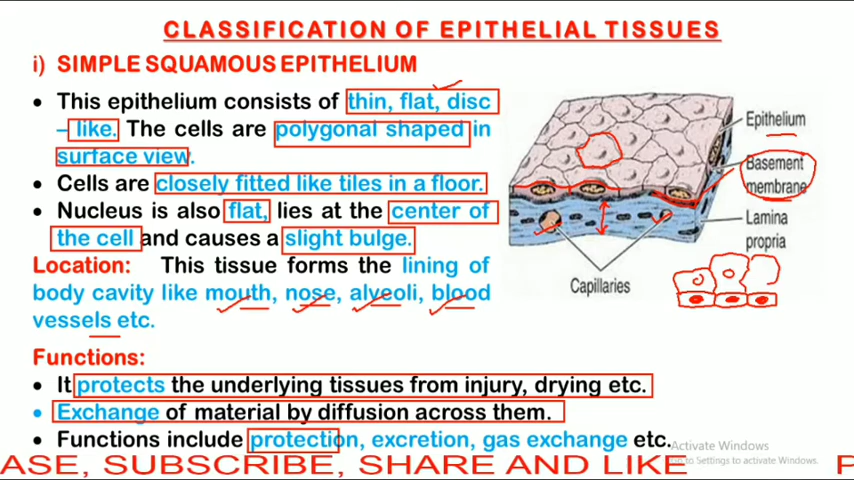 CLASSIFICATION OF EPITHELIAL TISSUES
i) SIMPLE SQUAMOUS EPITHELIUM
• This epithelium consists of thin, flat, disc
– like. The cells are polygonal shaped in
surface view.
• Cells are closely fitted like tiles in a floor.
• Nucleus is also flat, lies at the center of
the cell and causes a slight bulge.
Location: This tissue forms the lining of
body cavity like mouth, nose, alveoli, blood
vessels etc.
Functions:
• It protects the underlying tissues from injury, drying etc.
• Exchange of material by diffusion across them.
• Functions include protection, excretion, gas exchange etc.
Epithelium
Basement
membrane
Lamina
propria
Capillaries
Activate Windows
to Settings to activate Windows.
ASE, SUBSCRIBE, SHARE AND LIKE